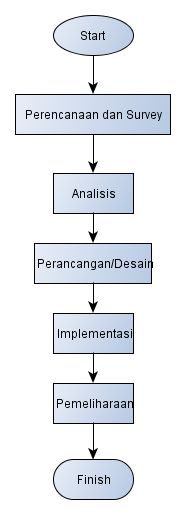 Start
Perencanaan dan Survey
Analisis
Perancangan/Desain
Implementasi
Pemeliharaan
Finish